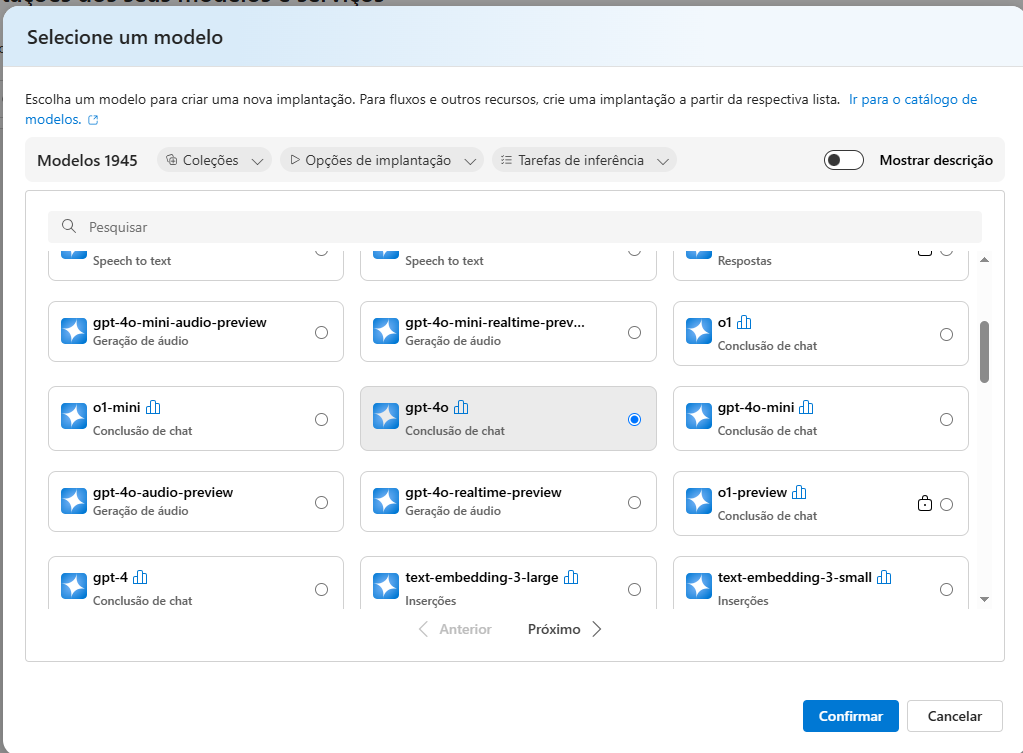 tações dos seus modelos e serviços
Selecione um modelo
Escolha um modelo para criar uma nova implantação. Para fluxos e outros recursos, crie uma implantação a partir da respectiva lista. Ir para o catálogo de
modelos.
Modelos 1945 Coleções Opções de implantação Tarefas de inferência Mostrar descrição
Pesquisar
Speech to text Speech to text Respostas
gpt-4o-mini-audio-preview gpt-4o-mini-realtime-prev... o1
Geração de áudio Geração de áudio Conclusão de chat
o1-mini gpt-4o gpt-4o-mini
Conclusão de chat Conclusão de chat Conclusão de chat
gpt-4o-audio-preview gpt-4o-realtime-preview o1-preview
Geração de áudio Geração de áudio Conclusão de chat
gpt-4 text-embedding-3-large text-embedding-3-small
Conclusão de chat Inserções Inserções
Anterior Próximo
Confirmar Cancelar